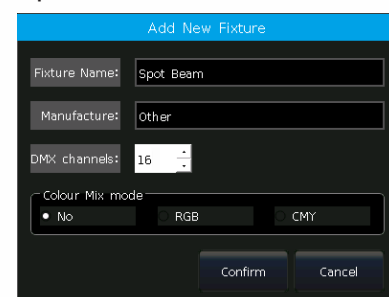 Add New Fixture
Fixture Name: Spot Beam
Manufacture: Other
DMX channels: 16
Colour Mix mode
No RGB CMY
Confirm Cancel